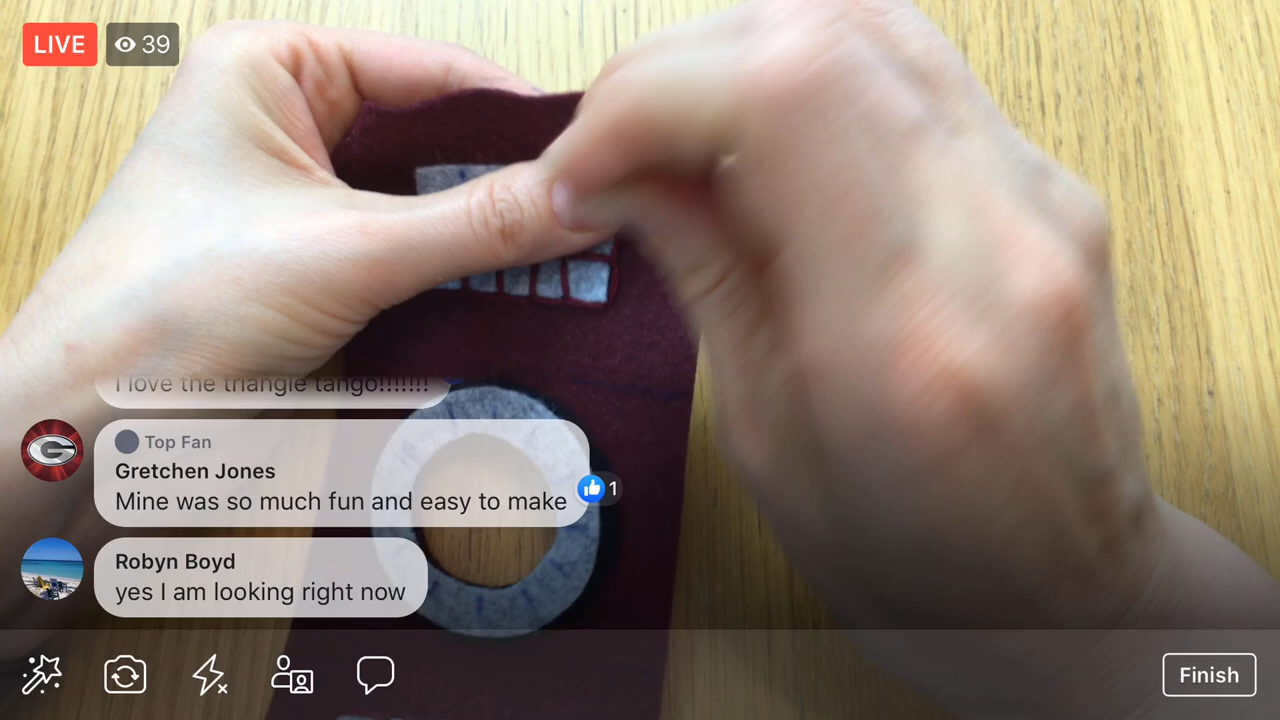 LIVE
39
I love the triangle tango!!!!!!!
Top Fan
Gretchen Jones
Mine was so much fun and easy to make
1
Robyn Boyd
yes I am looking right now
Finish